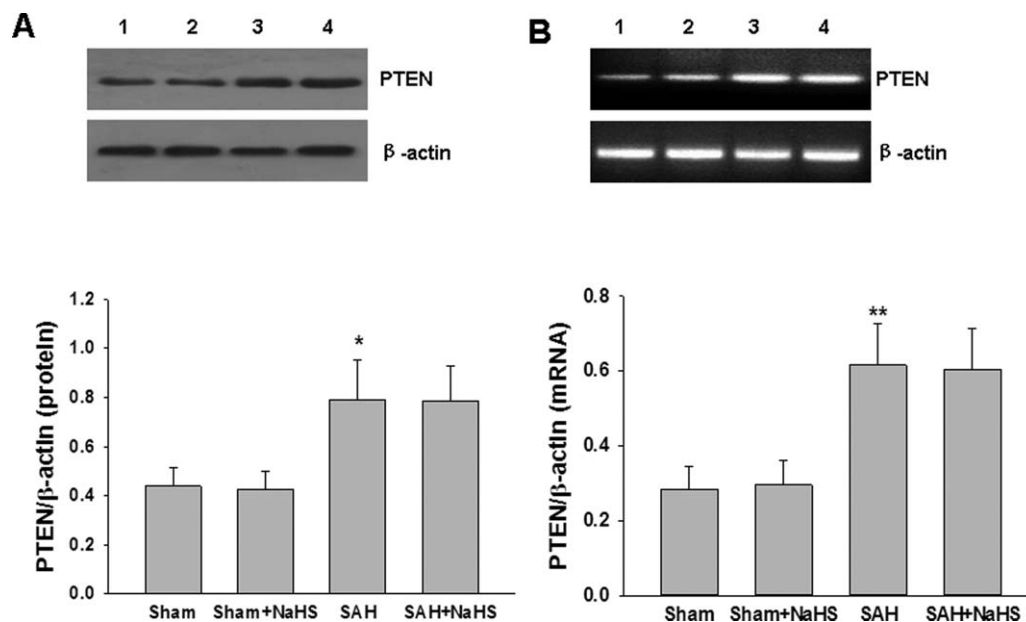 A
1 2 3 4
PTEN
β-actin
1.2
1.0
0.8
0.6
0.4
0.2
0.0
PTEN/β-actin (protein)
*
Sham Sham+NaHS SAH SAH+NaHS
B
1 2 3 4
PTEN
β-actin
0.8
0.6
0.4
0.2
0.0
PTEN/β-actin (mRNA)
**
Sham Sham+NaHS SAH SAH+NaHS